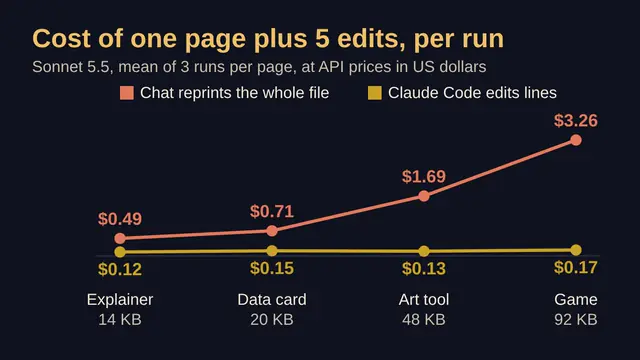 Cost of one page plus 5 edits, per run
Sonnet 5.5, mean of 3 runs per page, at API prices in US dollars
Chat reprints the whole file Claude Code edits lines
$3.26
$1.69
$0.71
$0.49
$0.12 $0.15 $0.13 $0.17
Explainer Data card Art tool Game
14 KB 20 KB 48 KB 92 KB